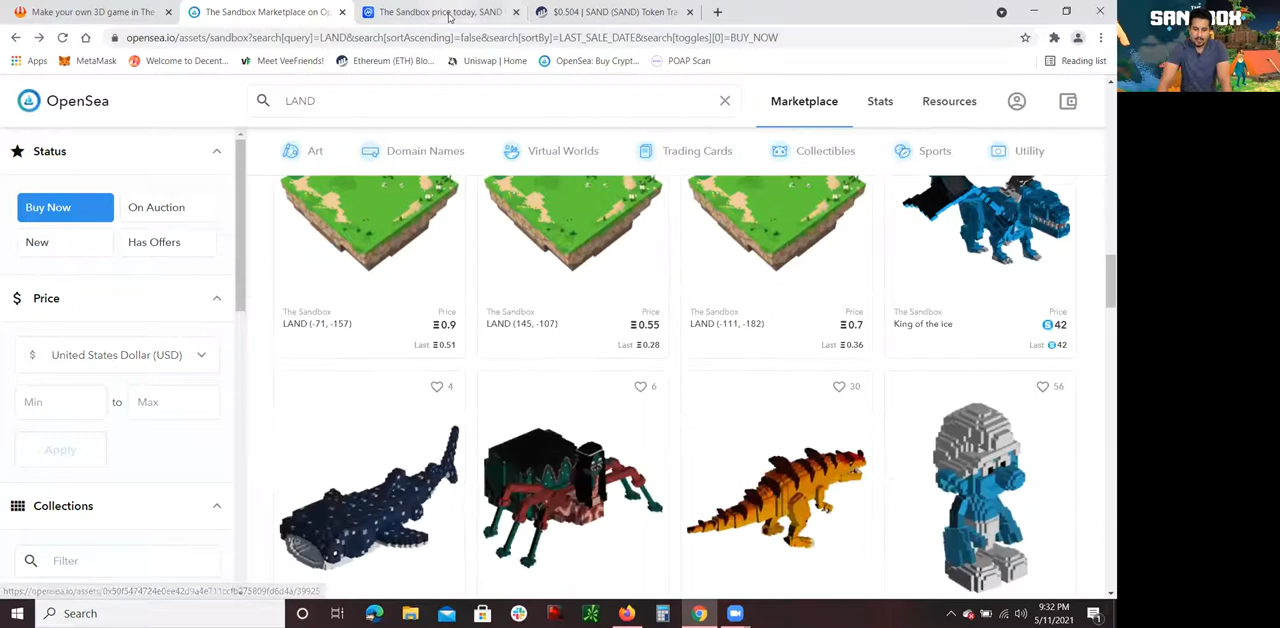 Make your own 3D game in The
The Sandbox Marketplace on Op
The Sandbox price today, SAND
$0.504 | SAND (SAND) Token Tra
opensea.io/assets/sandbox?search[query]=LAND&search[sortAscending]=false&search[sortBy]=LAST_SALE_DATE&search[toggles][0]=BUY_NOW
Apps
MetaMask
Welcome to Decent...
Meet VeeFriends!
Ethereum (ETH) Blo...
Uniswap | Home
OpenSea: Buy Crypt...
POAP Scan
Reading list
OpenSea
LAND
Marketplace
Stats
Resources
Art
Domain Names
Virtual Worlds
Trading Cards
Collectibles
Sports
Utility
Status
Buy Now
On Auction
New
Has Offers
Price
$ United States Dollar (USD)
Min to Max
Apply
Collections
Filter
The Sandbox Price
LAND (-71, -157) 0.9
Last 0.51
The Sandbox Price
LAND (145, -107) 0.55
Last 0.28
The Sandbox Price
LAND (-111, -182) 0.7
Last 0.36
The Sandbox Price
King of the ice 42
Last 42
4
6
30
56
Search
9:32 PM
5/11/2021